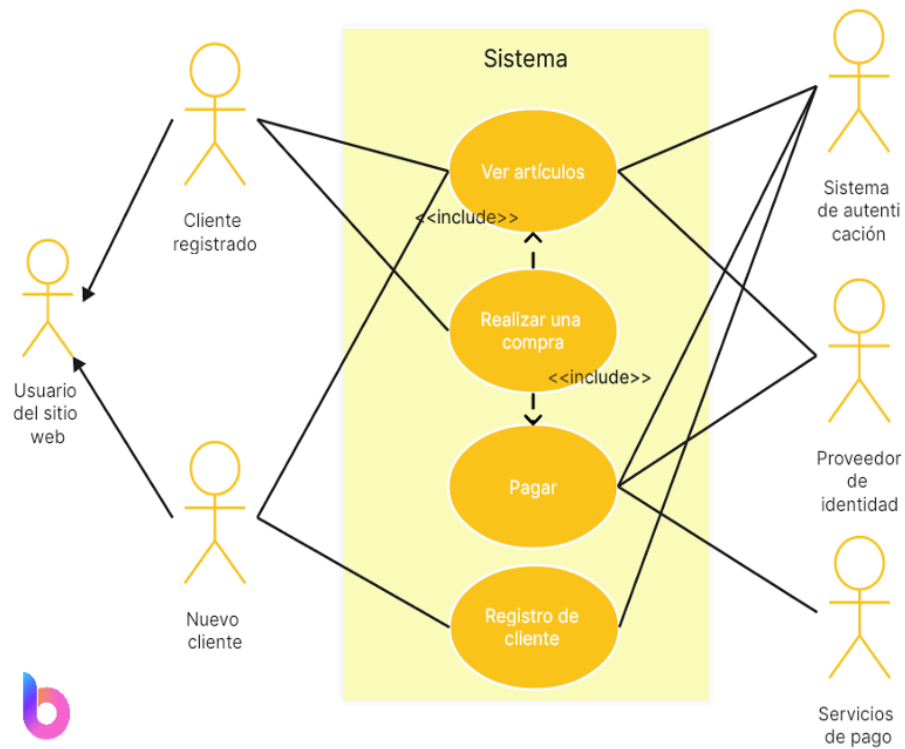 Sistema
Cliente
registrado
Usuario
del sitio
web
Nuevo
cliente
Ver artículos
<<include>>
Realizar una
compra
<<include>>
Pagar
Registro de
cliente
Sistema
de autenti
cación
Proveedor
de
identidad
Servicios
de pago
b